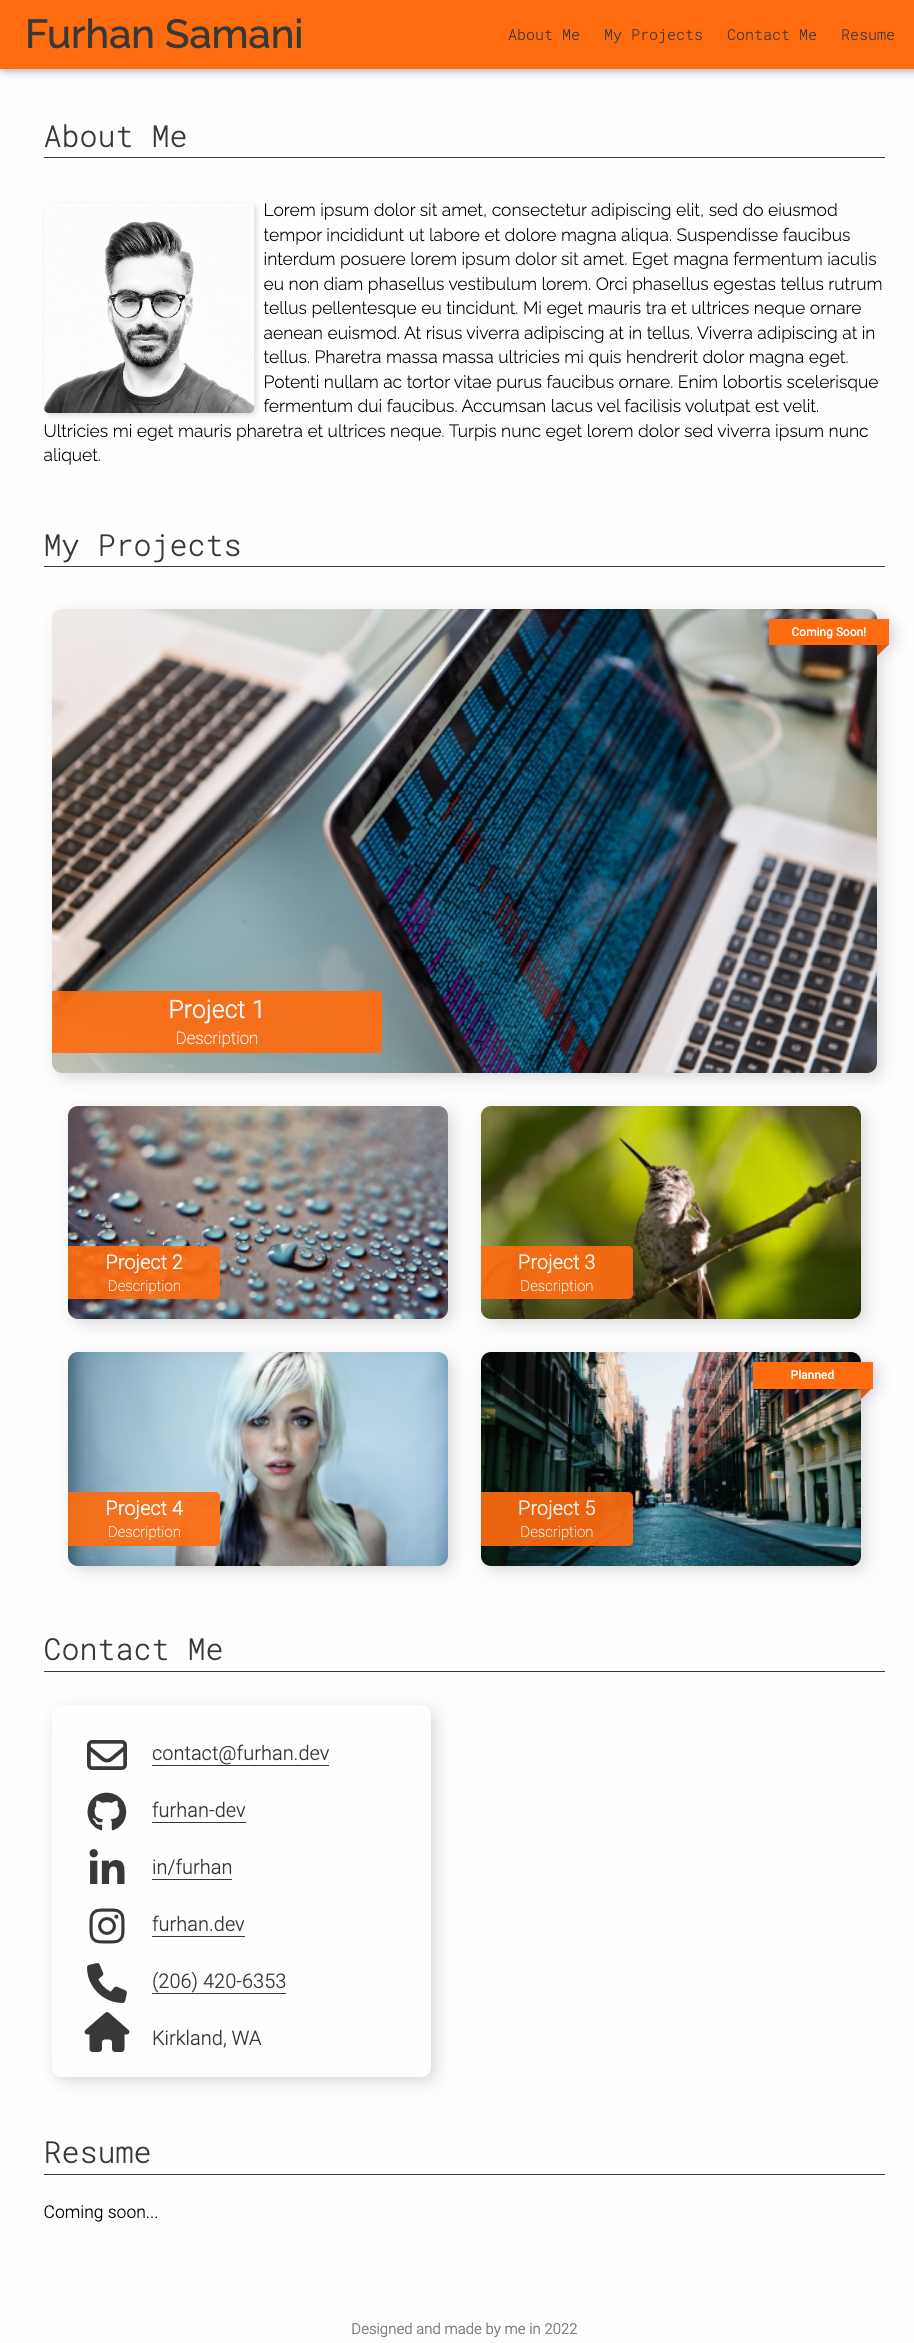 Furhan Samani
About Me
My Projects
Contact Me
Resume
About Me
Lorem ipsum dolor sit amet, consectetur adipiscing elit, sed do eiusmod
tempor incididunt ut labore et dolore magna aliqua. Suspendisse faucibus
interdum posuere lorem ipsum dolor sit amet. Eget magna fermentum iaculis
eu non diam phasellus vestibulum lorem. Orci phasellus egestas tellus rutrum
tellus pellentesque eu tincidunt. Mi eget mauris tra et ultrices neque ornare
aenean euismod. At risus viverra adipiscing at in tellus. Viverra adipiscing at in
tellus. Pharetra massa massa ultricies mi quis hendrerit dolor magna eget.
Potenti nullam ac tortor vitae purus faucibus ornare. Enim lobortis scelerisque
fermentum dui faucibus. Accumsan lacus vel facilisis volutpat est velit.
Ultricies mi eget mauris pharetra et ultrices neque. Turpis nunc eget lorem dolor sed viverra ipsum nunc
aliquet.
My Projects
Coming Soon!
Project 1
Description
Project 2
Description
Project 3
Description
Project 4
Description
Planned
Project 5
Description
Contact Me
contact@furhan.dev
furhan-dev
in/furhan
furhan.dev
(206) 420-6353
Kirkland, WA
Resume
Coming soon...
Designed and made by me in 2022